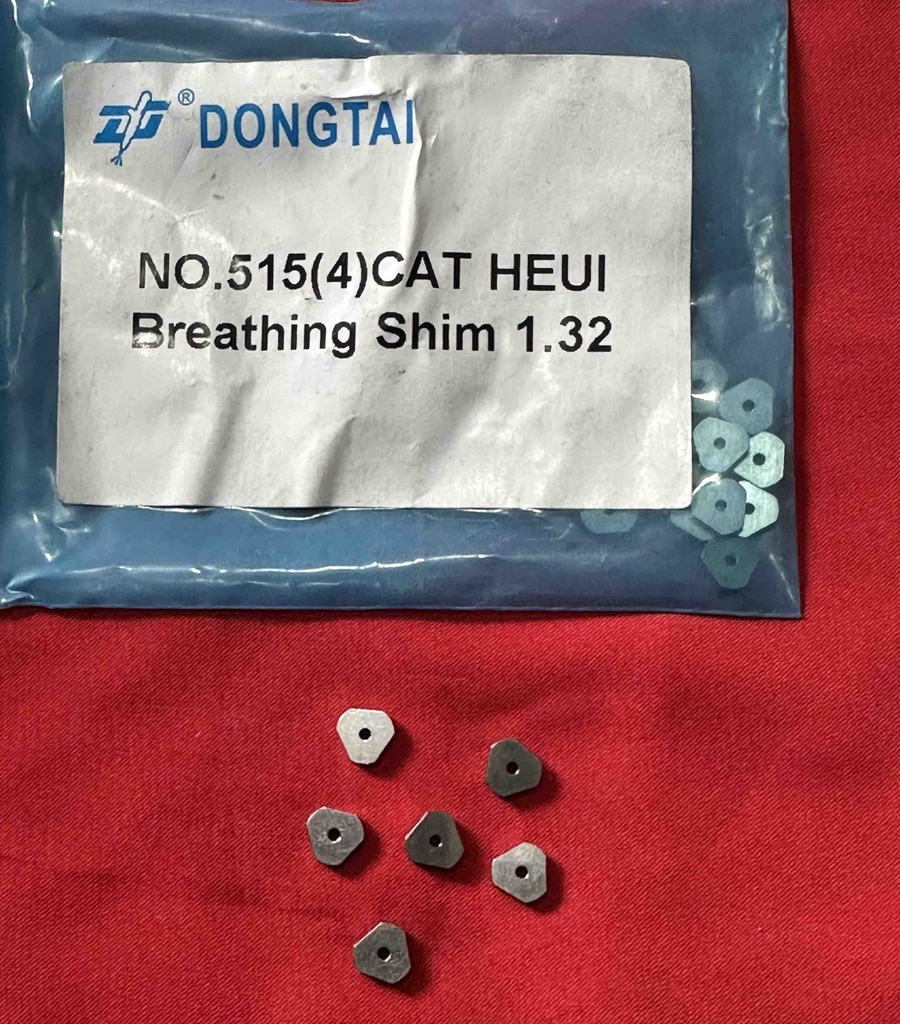 ® DONGTAI
NO.515(4)CAT HEUI
Breathing Shim 1.32